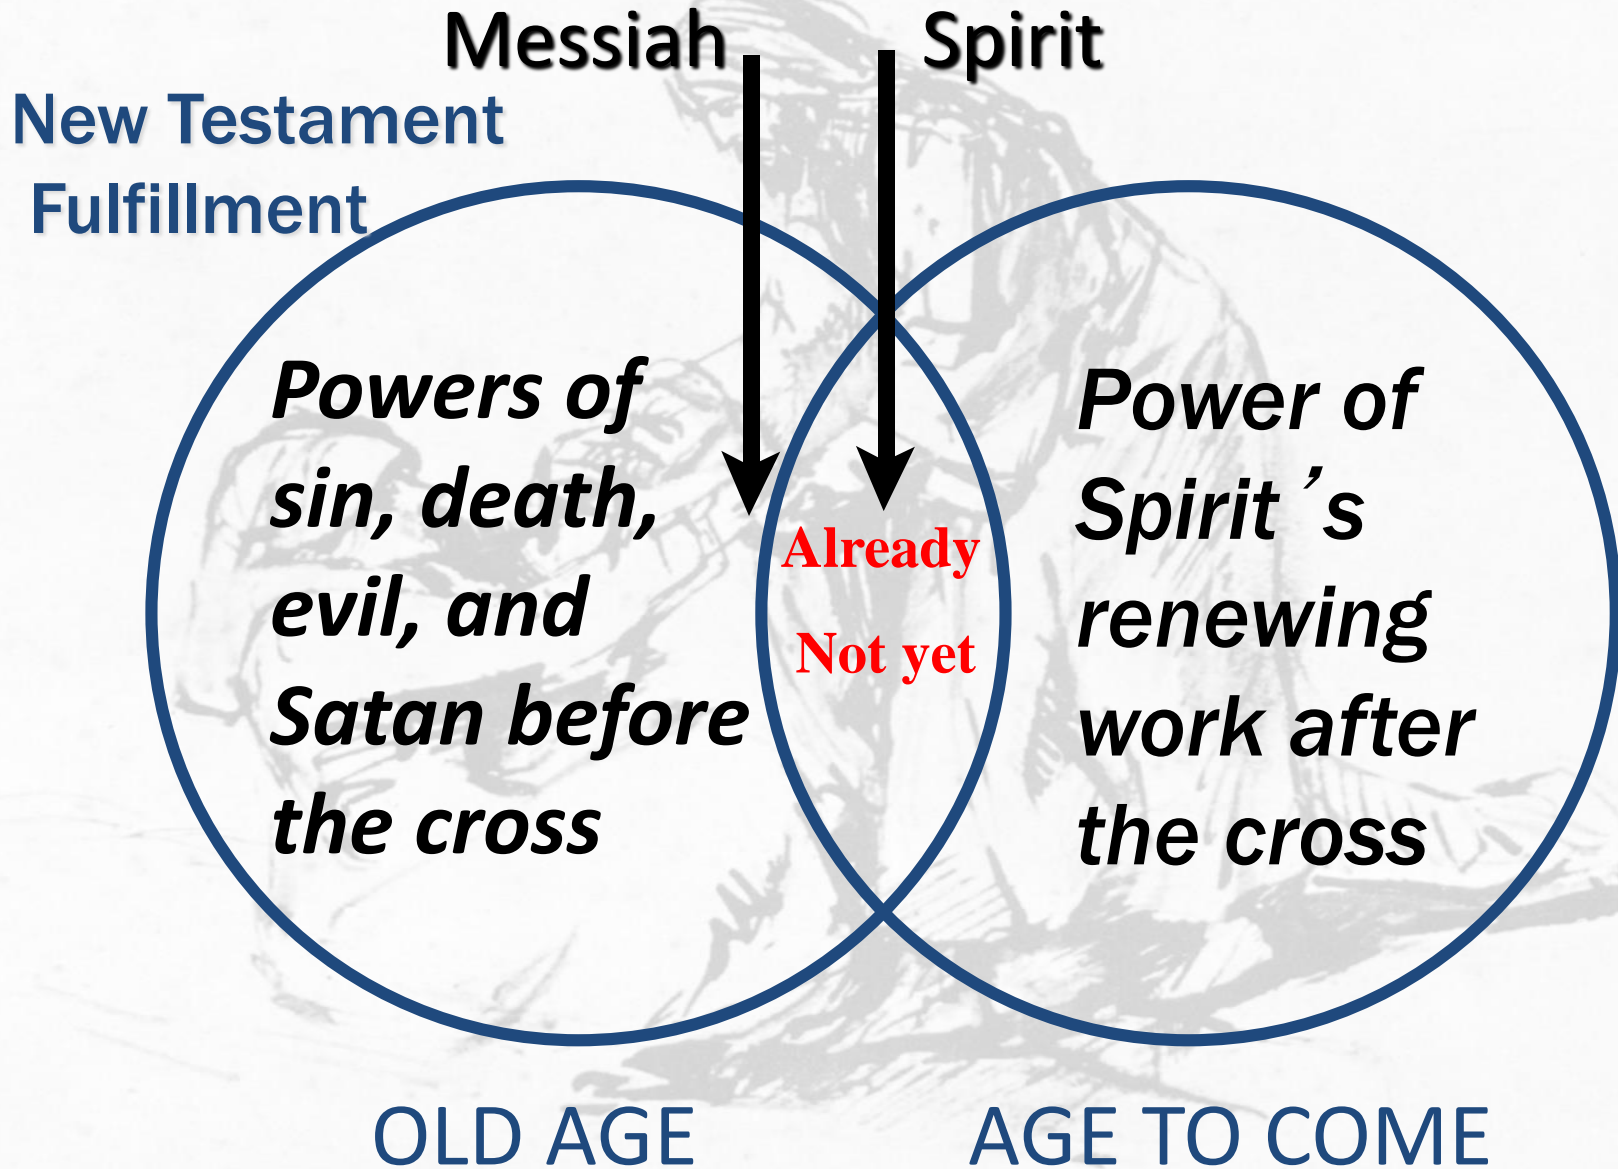 Messiah
Spirit
New Testament
Fulfillment
Powers of
sin, death,
evil, and
Satan before
the cross
Already
Not yet
Power of
Spirit ’s
renewing
work after
the cross
OLD AGE
AGE TO COME